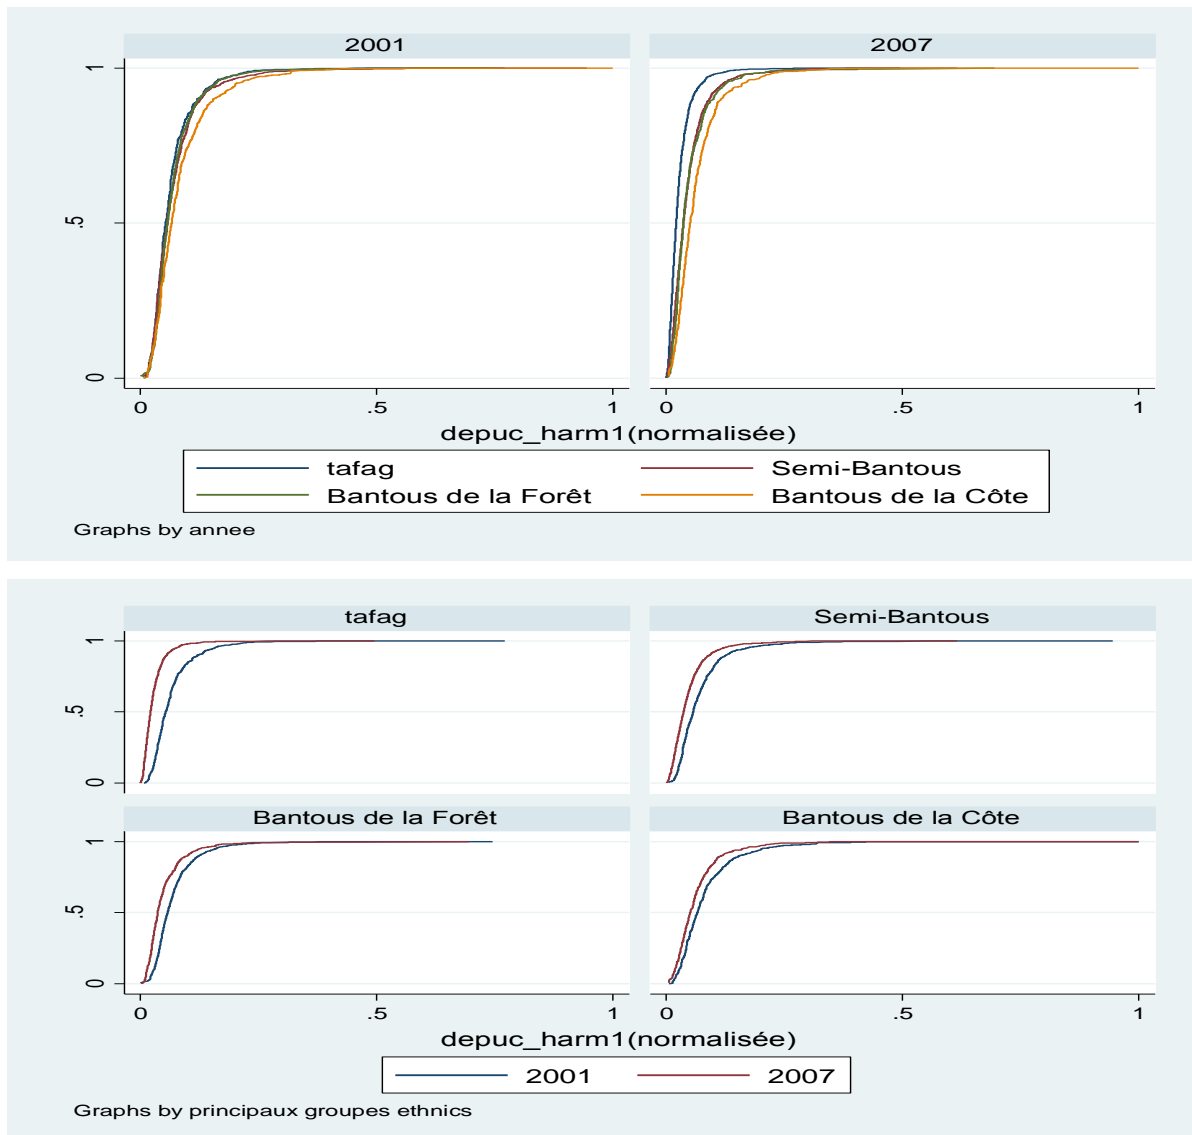 2001 2007
1
.5
0
0 .5 1 0 .5 1
depuc_harm1(normalisée)
tafag Semi-Bantous
Bantous de la Forêt Bantous de la Côte
Graphs by annee
tafag Semi-Bantous
1
.5
0
Bantous de la Forêt Bantous de la Côte
1
.5
0
0 .5 1 0 .5 1
depuc_harm1(normalisée)
2001 2007
Graphs by principaux groupes ethnics